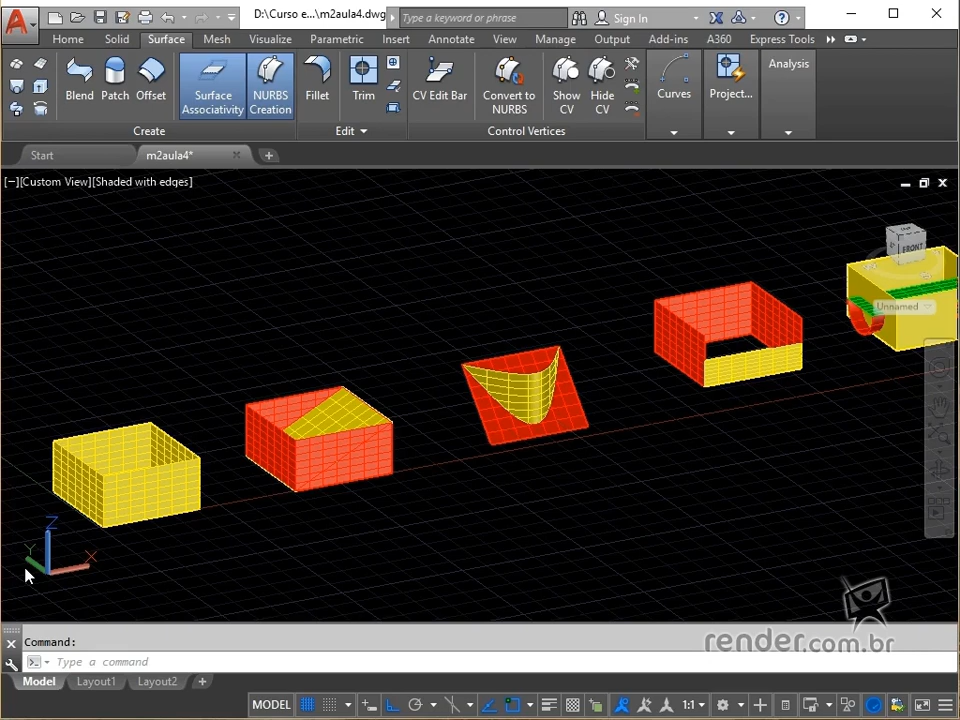 D:\Curso e...\m2aula4.dwg
Type a keyword or phrase
Sign In
Home Solid Surface Mesh Visualize Parametric Insert Annotate View Manage Output Add-ins A360 Express Tools
Blend Patch Offset Surface Associativity NURBS Creation Fillet Trim CV Edit Bar Convert to NURBS Show CV Hide CV Curves Project... Analysis
Create Edit Control Vertices
Start m2aula4*
[−][Custom View][Shaded with edges]
FRONT
Unnamed
Z
Y X
Command:
render.com.br
Type a command
Model Layout1 Layout2
MODEL 1:1